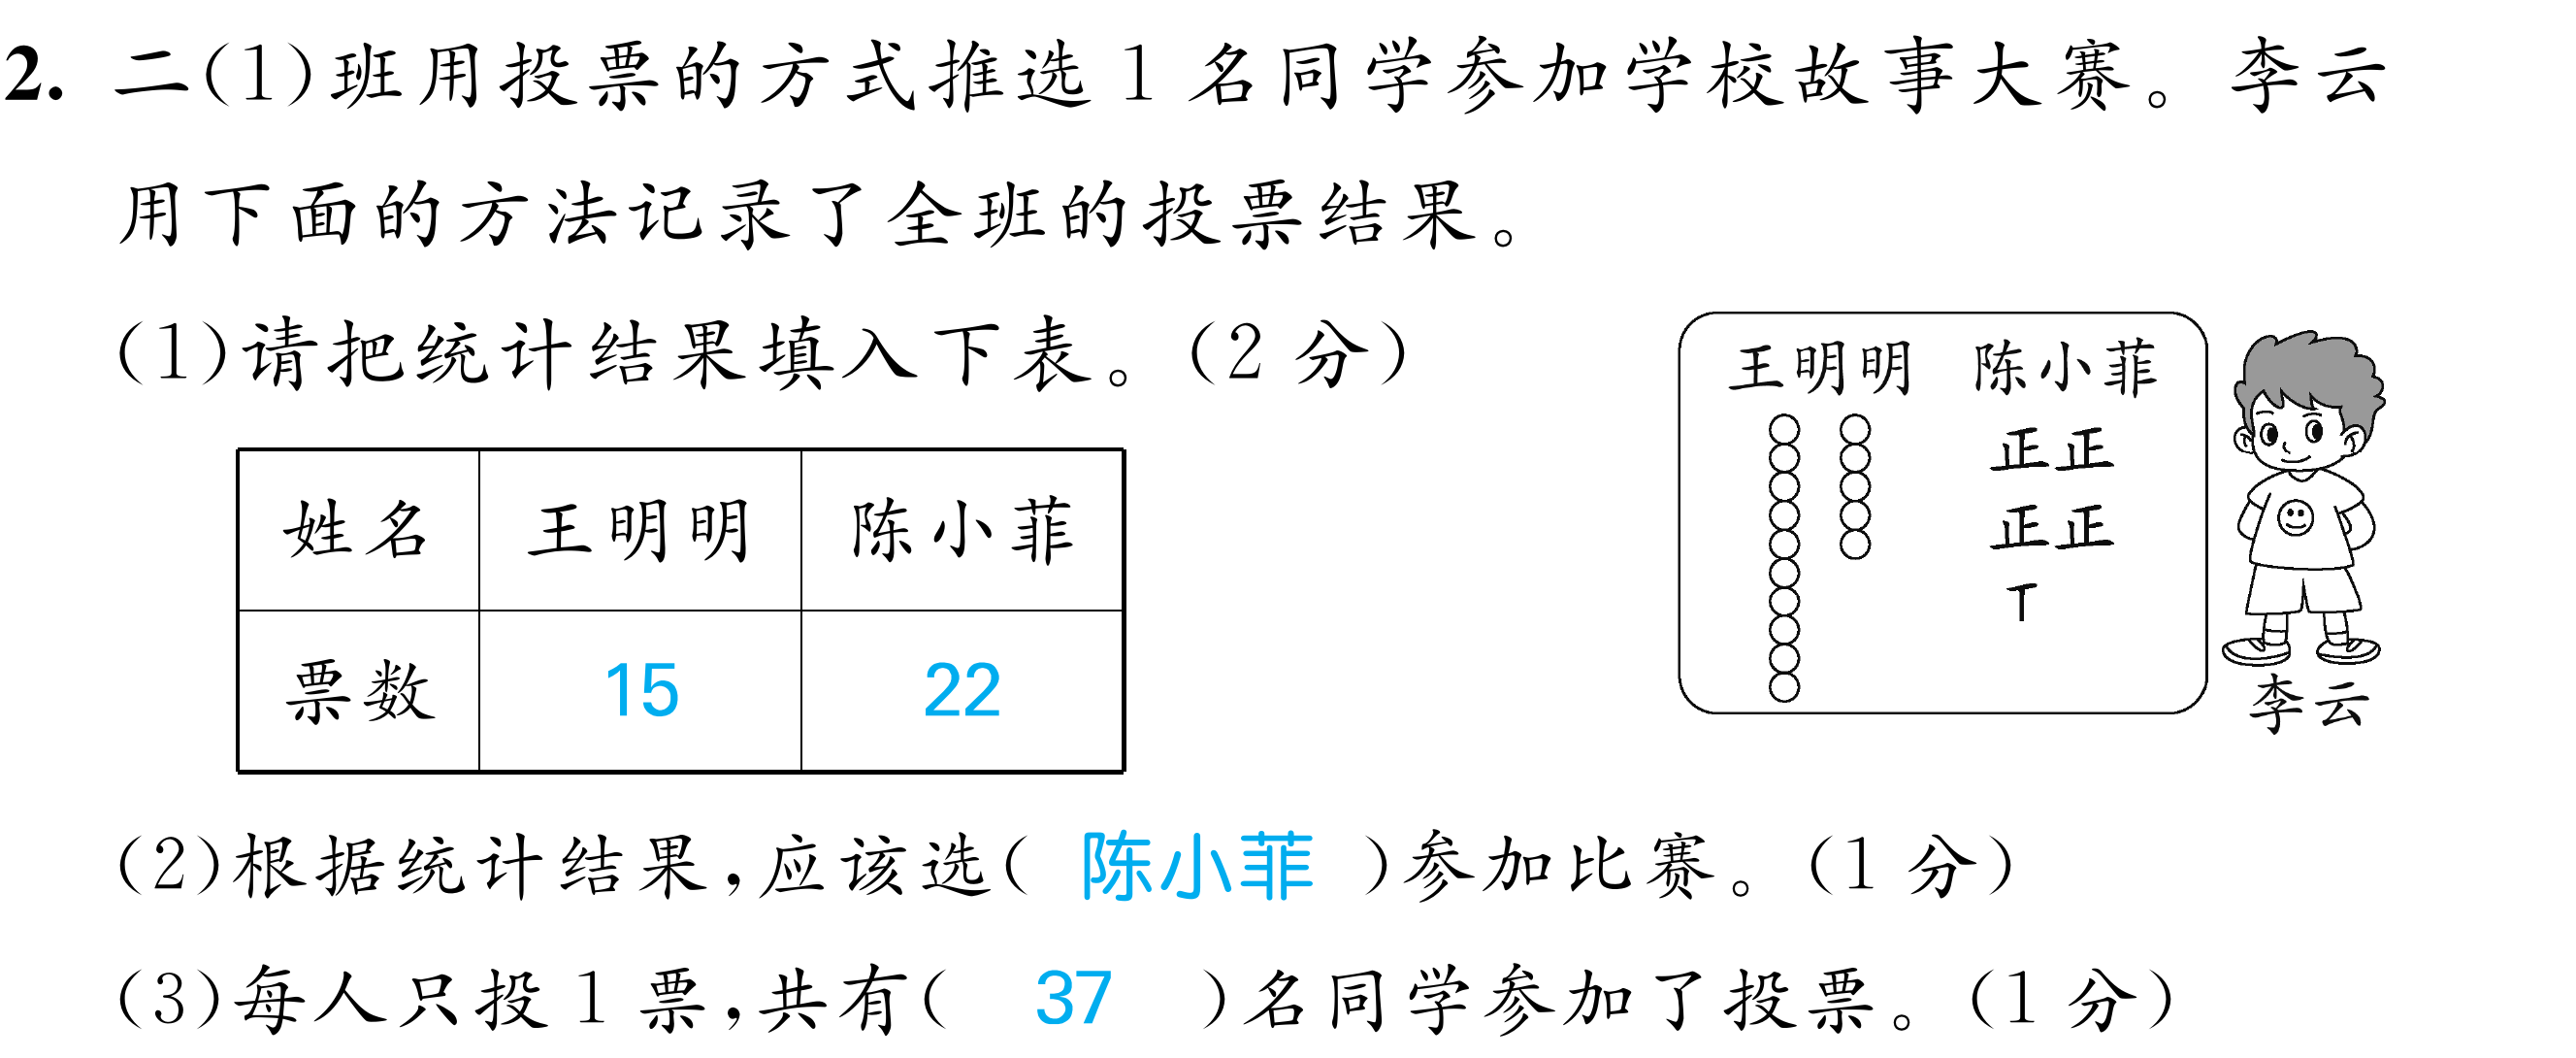 2. 二(1)班用投票的方式推选 1 名同学参加学校故事大赛。李云
用下面的方法记录了全班的投票结果。
(1)请把统计结果填入下表。(2 分)
王明明 陈小菲
正正
正正
𝍳
李云
姓名 王明明 陈小菲
票数 15 22
(2)根据统计结果,应该选( 陈小菲 )参加比赛。(1 分)
(3)每人只投 1 票,共有( 37 )名同学参加了投票。(1 分)